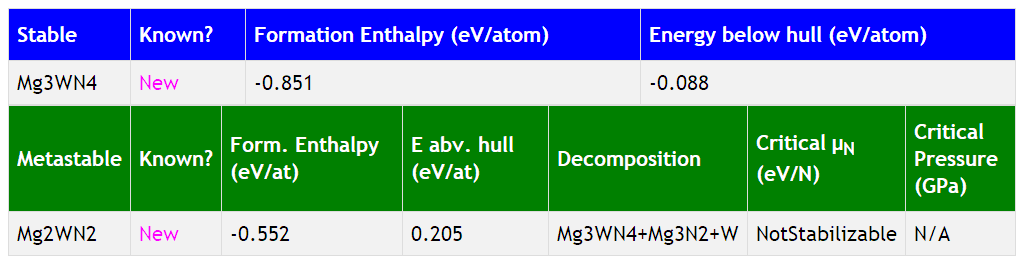 Stable Known? Formation Enthalpy (eV/atom) Energy below hull (eV/atom)
Mg3WN4 New -0.851 -0.088
Metastable Known? Form. Enthalpy (eV/at) E abv. hull (eV/at) Decomposition Critical μN (eV/N) Critical Pressure (GPa)
Mg2WN2 New -0.552 0.205 Mg3WN4+Mg3N2+W NotStabilizable N/A